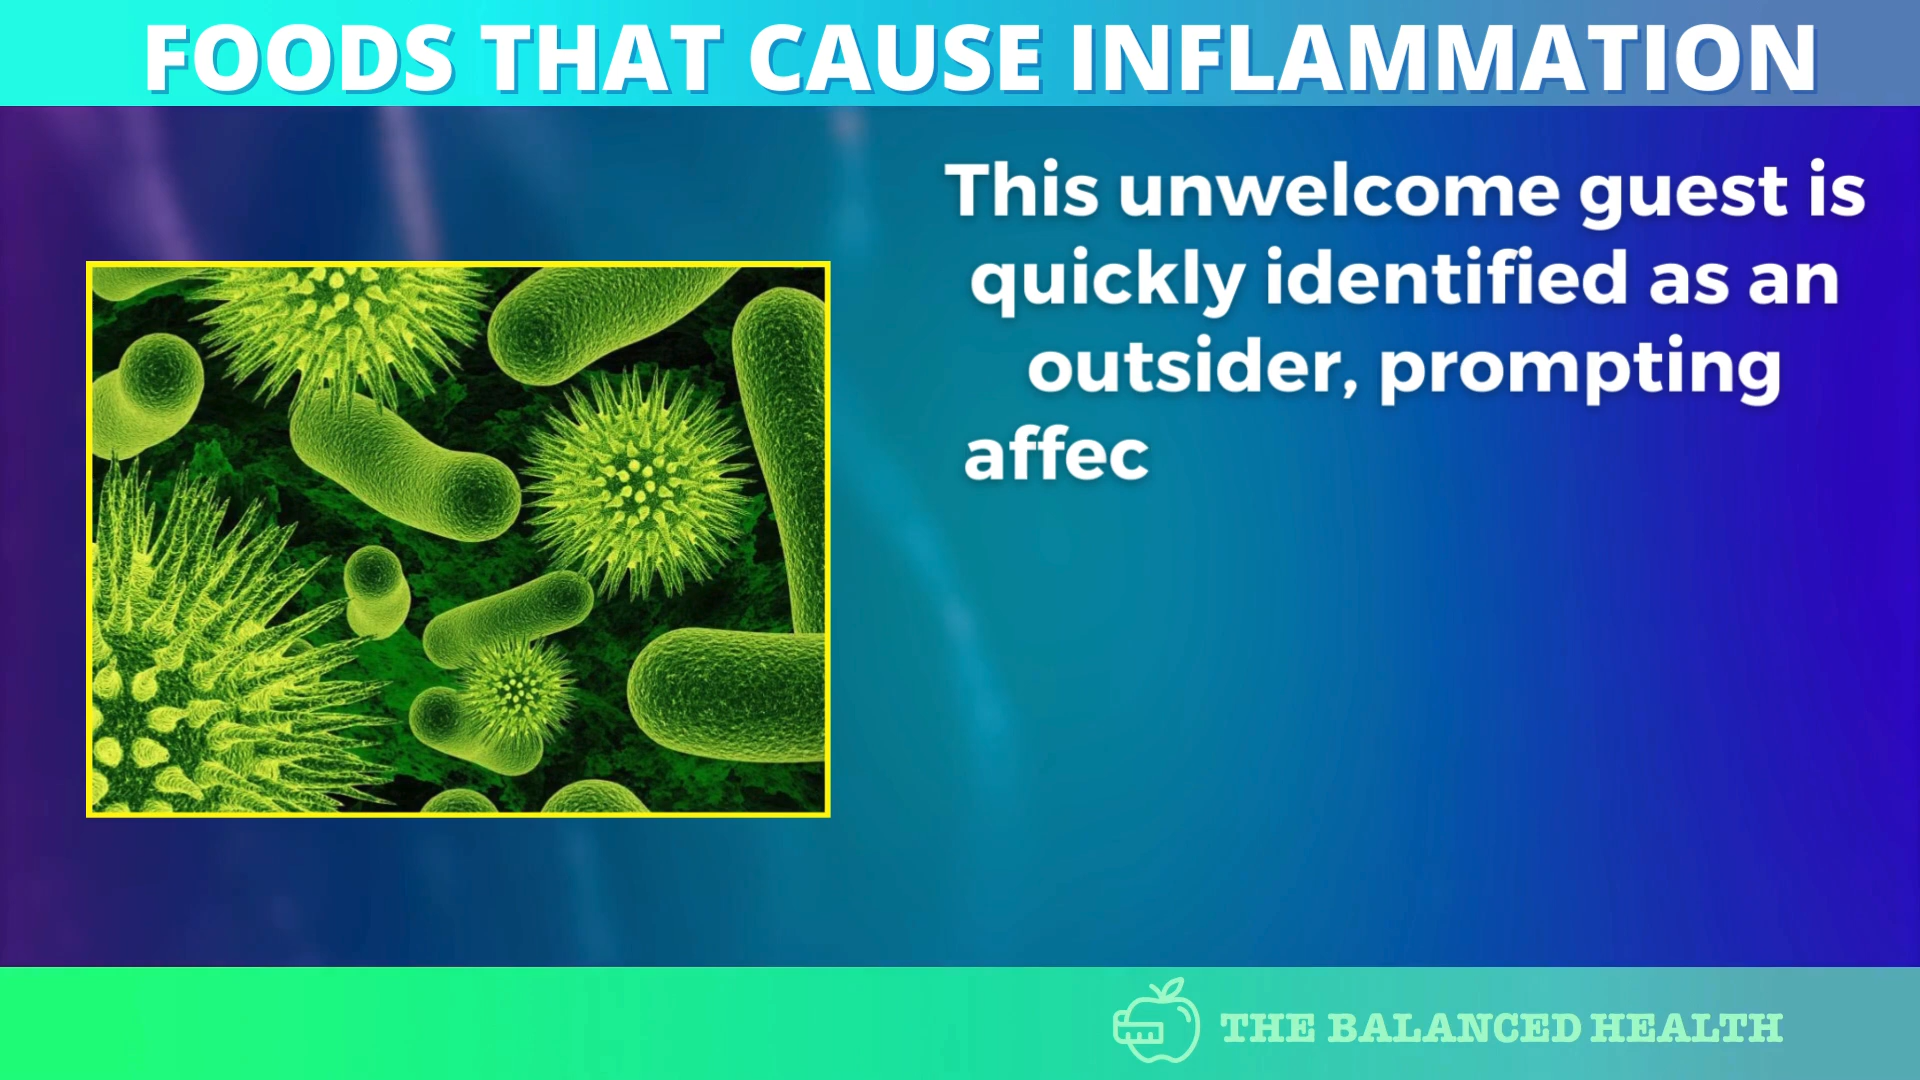 FOODS THAT CAUSE INFLAMMATION
This unwelcome guest is
quickly identified as an
outsider, prompting
affec
THE BALANCED HEALTH